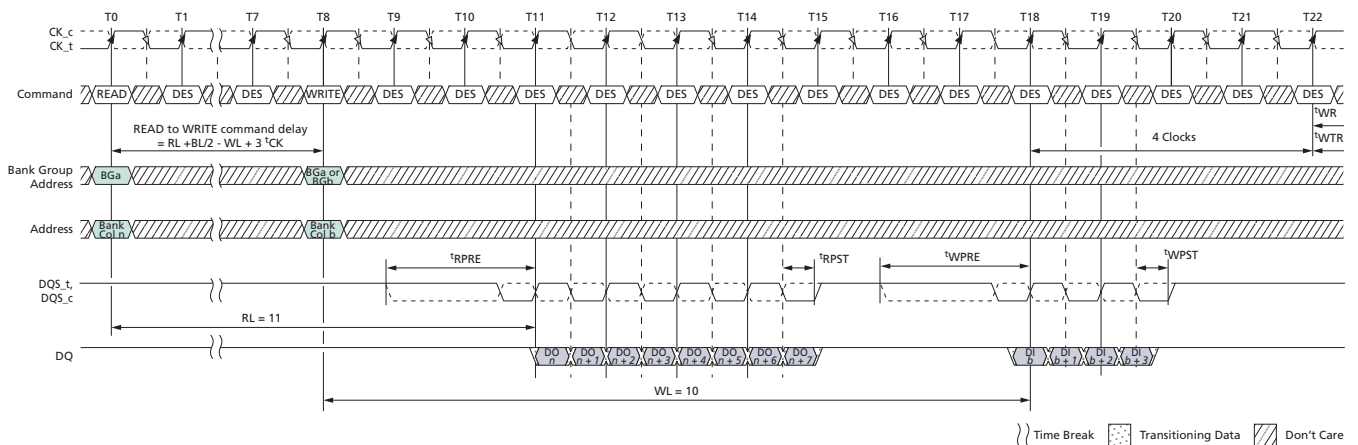 T0 T1 T7 T8 T9 T10 T11 T12 T13 T14 T15 T16 T17 T18 T19 T20 T21 T22
CK_c
CK_t
Command READ DES DES WRITE DES DES DES DES DES DES DES DES DES DES DES DES DES DES
READ to WRITE command delay
= RL +BL/2 - WL + 3 tCK
4 Clocks
tWR
tWTR
Bank Group
Address
BGa
BGa or
BGb
Address
Bank
Col n
Bank
Col b
tRPRE
tRPST
tWPRE
tWPST
DQS_t,
DQS_c
RL = 11
DQ
DO
n
DO
n + 1
DO
n + 2
DO
n + 3
DO
n + 4
DO
n + 5
DO
n + 6
DO
n + 7
DI
b
DI
b + 1
DI
b + 2
DI
b + 3
WL = 10
Time Break Transitioning Data Don't Care